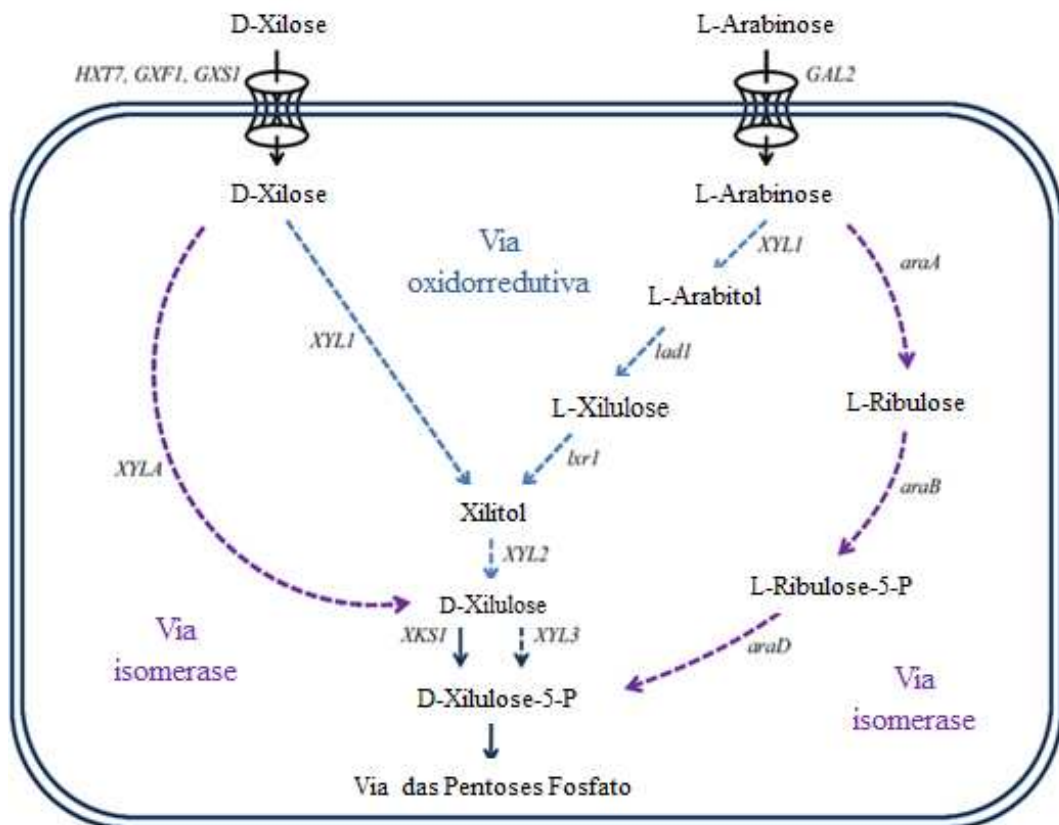 D-Xilose
L-Arabinose
HXT7, GXF1, GXS1
GAL2
D-Xilose
L-Arabinose
Via
oxidorredutiva
XYL1
araA
L-Arabitol
XYL1
lad1
L-Xilulose
L-Ribulose
lxr1
XYLA
araB
Xilitol
XYL2
L-Ribulose-5-P
D-Xilulose
Via
isomerase
XKS1
XYL3
araD
D-Xilulose-5-P
Via
isomerase
Via das Pentoses Fosfato